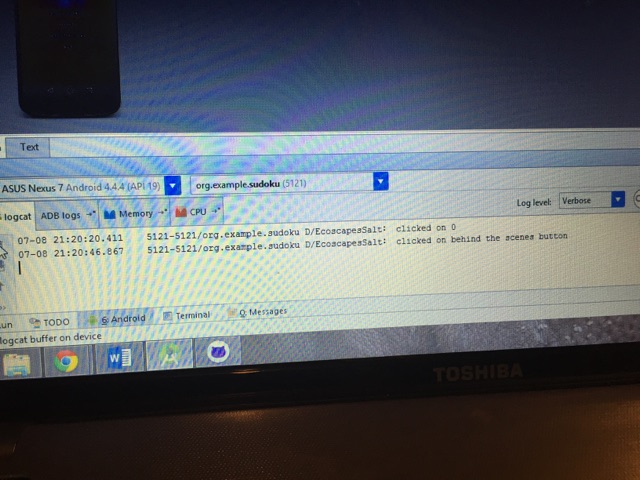 Text
ASUS Nexus 7 Android 4.4.4 (API 19) org.example.sudoku (5121)
logcat ADB logs Memory CPU Log level: Verbose
07-08 21:20:20.411 5121-5121/org.example.sudoku D/EcoscapesSalt: clicked on 0
07-08 21:20:46.867 5121-5121/org.example.sudoku D/EcoscapesSalt: clicked on behind the scenes button
un TODO 6: Android Terminal 0: Messages
logcat buffer on device
W
TOSHIBA